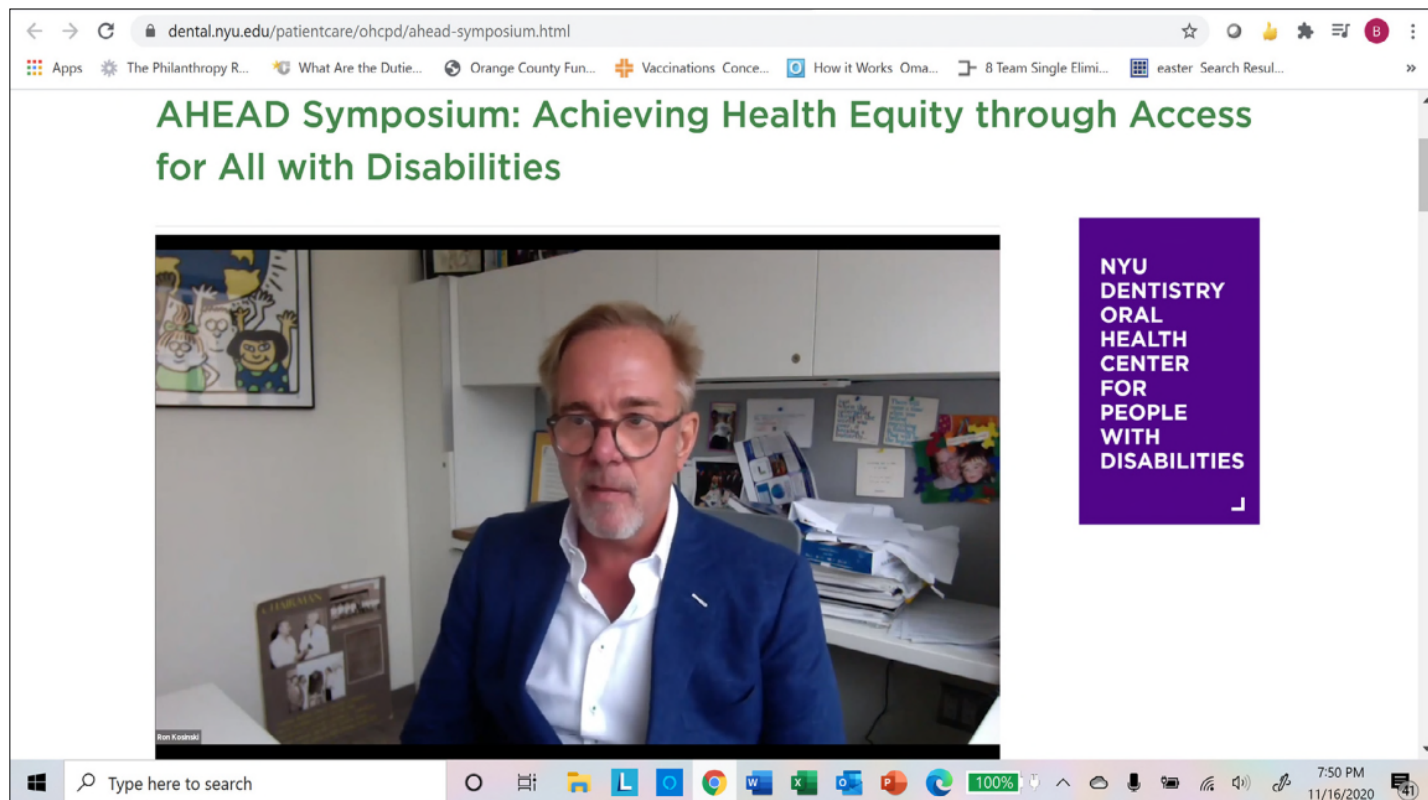 dental.nyu.edu/patientcare/ohcpd/ahead-symposium.html
B
Apps
The Philanthropy R...
What Are the Dutie...
Orange County Fun...
Vaccinations Conce...
How it Works Oma...
8 Team Single Elimi...
easter Search Resul...
»
AHEAD Symposium: Achieving Health Equity through Access
for All with Disabilities
NYU
DENTISTRY
ORAL
HEALTH
CENTER
FOR
PEOPLE
WITH
DISABILITIES
CHAIRMAN
Ron Kosinski
Type here to search
L
100%
7:50 PM
11/16/2020
41